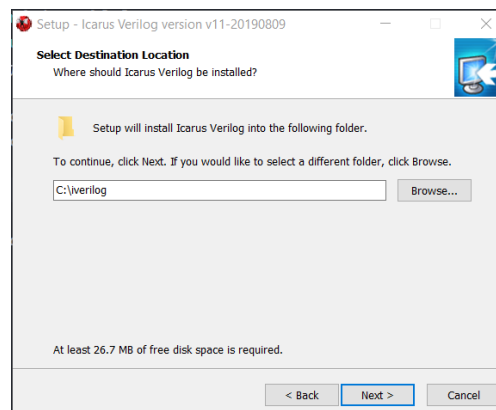 Setup - Icarus Verilog version v11-20190809
Select Destination Location
Where should Icarus Verilog be installed?
Setup will install Icarus Verilog into the following folder.
To continue, click Next. If you would like to select a different folder, click Browse.
C:\iverilog
Browse...
At least 26.7 MB of free disk space is required.
< Back
Next >
Cancel